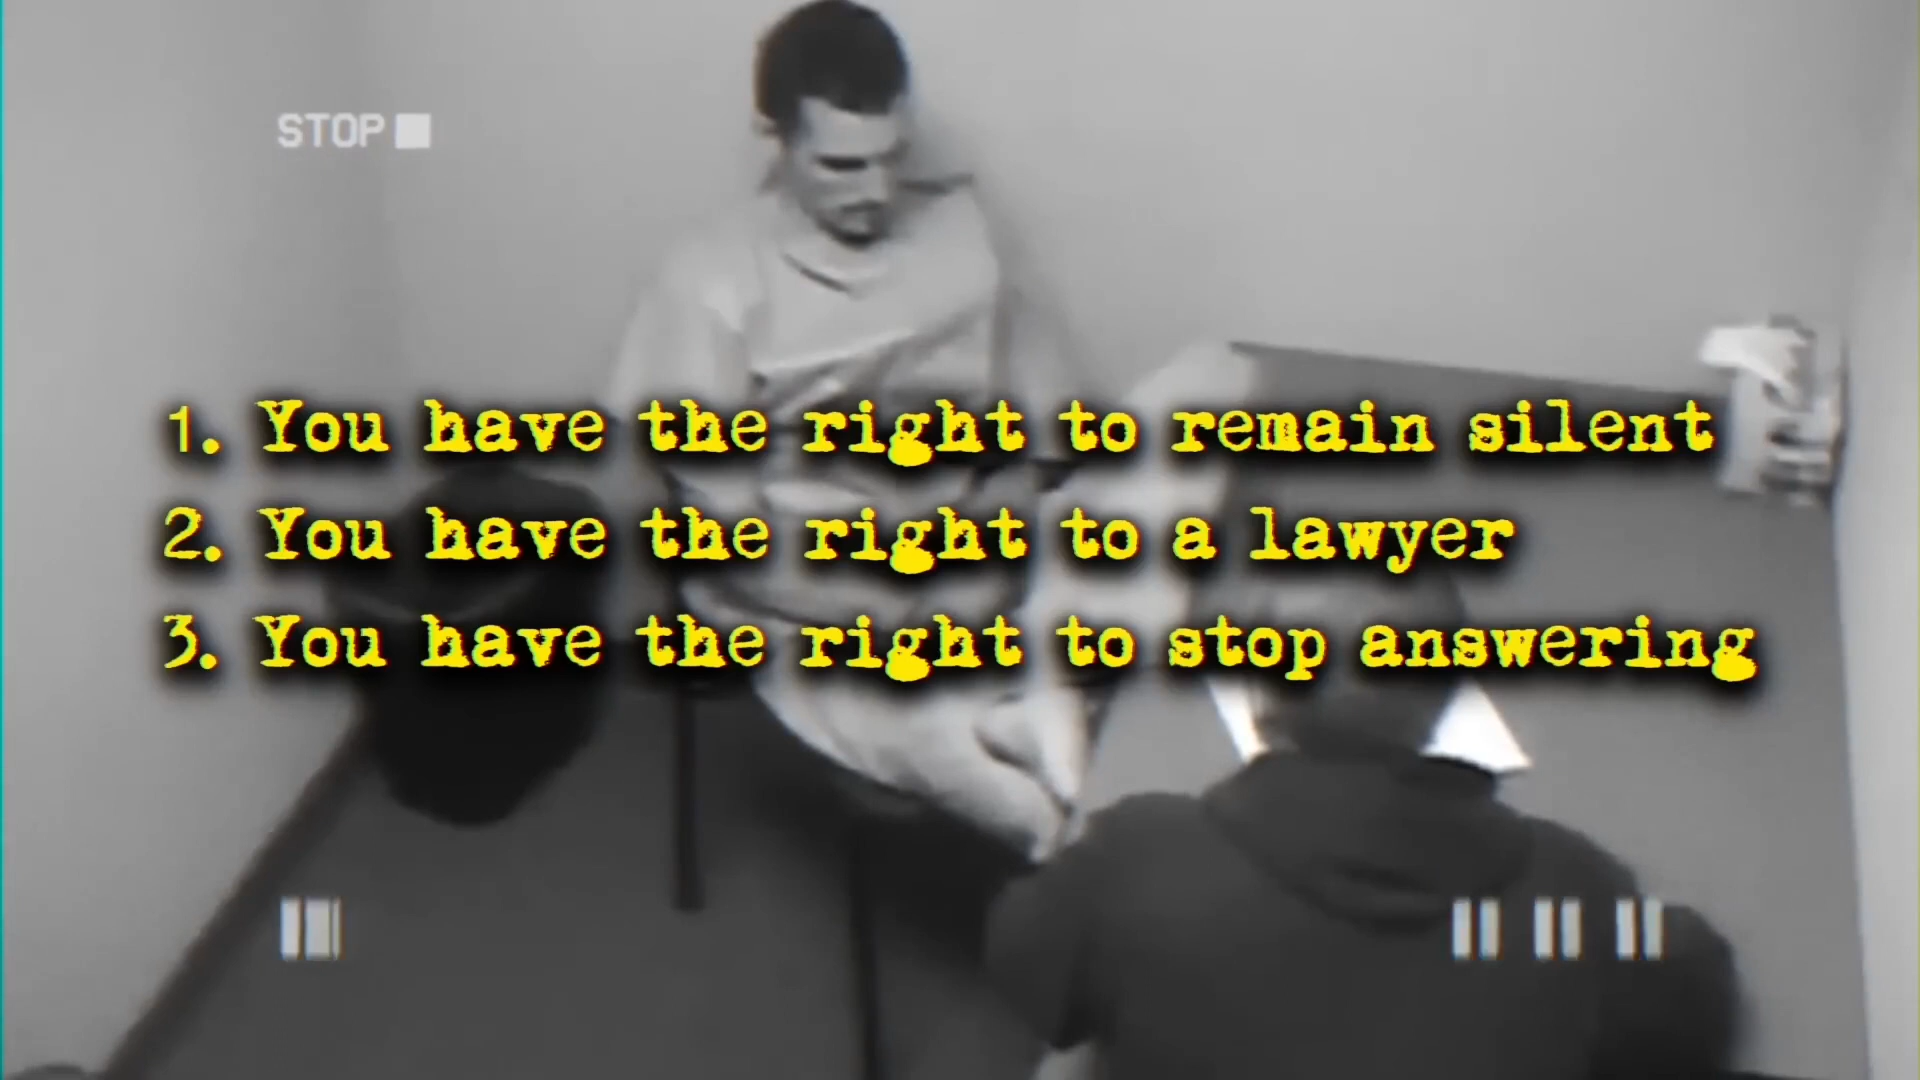 STOP
1. You have the right to remain silent
2. You have the right to a lawyer
3. You have the right to stop answering